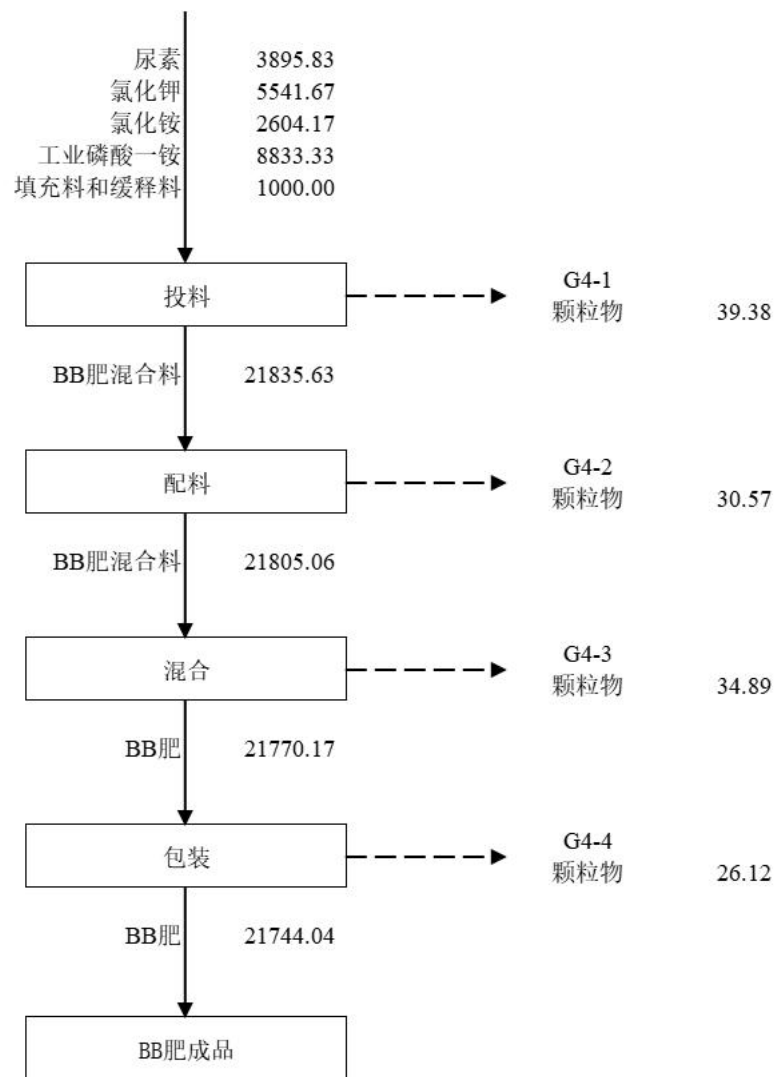 尿素 3895.83
氯化钾 5541.67
氯化铵 2604.17
工业磷酸一铵 8833.33
填充料和缓释料 1000.00
投料
G4-1
颗粒物 39.38
BB肥混合料 21835.63
配料
G4-2
颗粒物 30.57
BB肥混合料 21805.06
混合
G4-3
颗粒物 34.89
BB肥 21770.17
包装
G4-4
颗粒物 26.12
BB肥 21744.04
BB肥成品